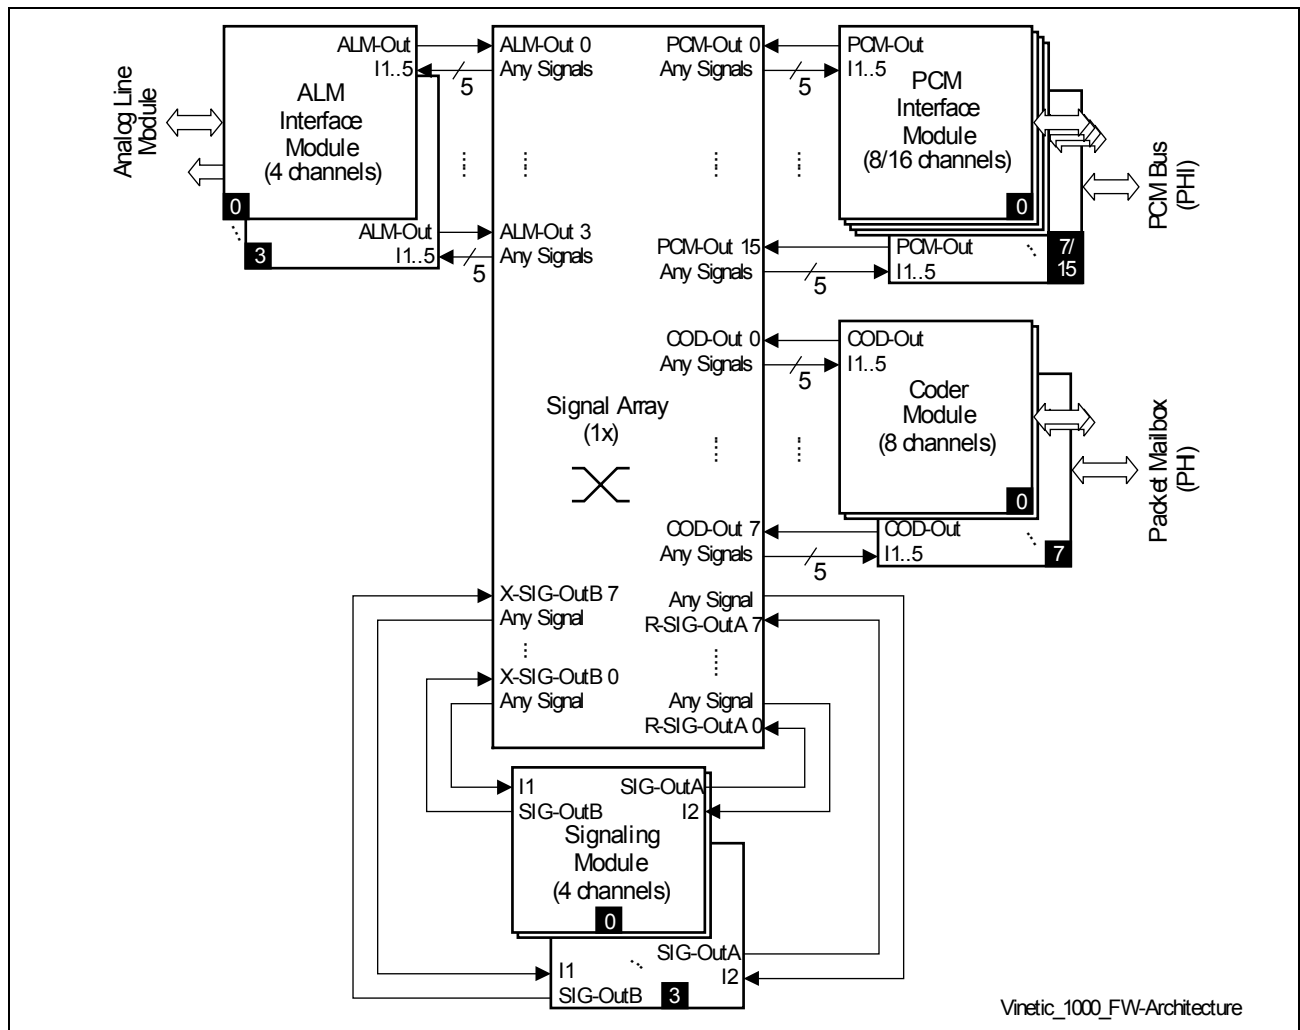 ALM-Out
I1..5
ALM
Interface
Module
(4 channels)
0
ALM-Out
I1..5
3
Analog Line
Module
5
5
ALM-Out 0
Any Signals
ALM-Out 3
Any Signals
PCM-Out 0
Any Signals
PCM-Out 15
Any Signals
COD-Out 0
Any Signals
Signal Array
(1x)
COD-Out 7
Any Signals
X-SIG-OutB 7
Any Signal
X-SIG-OutB 0
Any Signal
Any Signal
R-SIG-OutA 7
Any Signal
R-SIG-OutA 0
5
5
5
5
PCM-Out
I1..5
PCM
Interface
Module
(8/16 channels)
0
PCM-Out
I1..5
7/
15
PCM Bus
(PHI)
COD-Out
I1..5
Coder
Module
(8 channels)
0
COD-Out
I1..5
7
Packet Mailbox
(PHI)
I1
SIG-OutA
SIG-OutB
I2
Signaling
Module
(4 channels)
0
SIG-OutA
I1
I2
SIG-OutB
3
Vinetic_1000_FW-Architecture